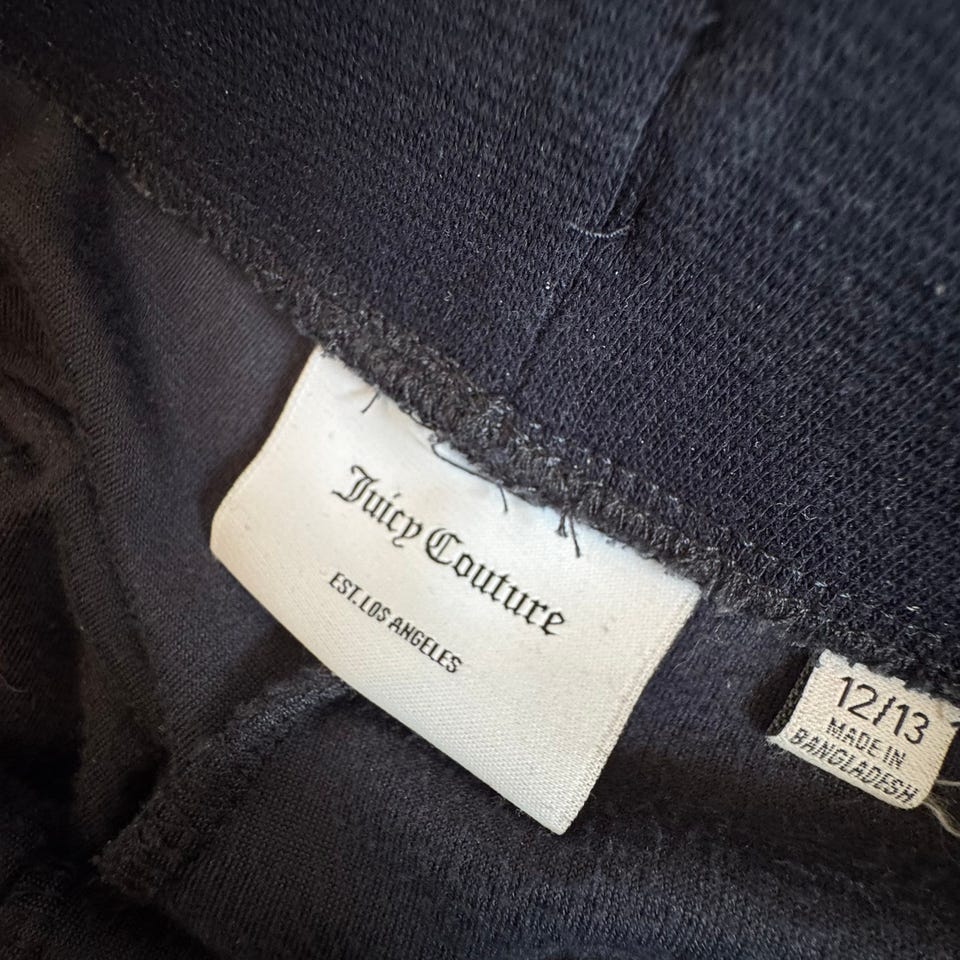 Juicy Couture
EST. LOS ANGELES
12/13
MADE IN
BANGLADESH